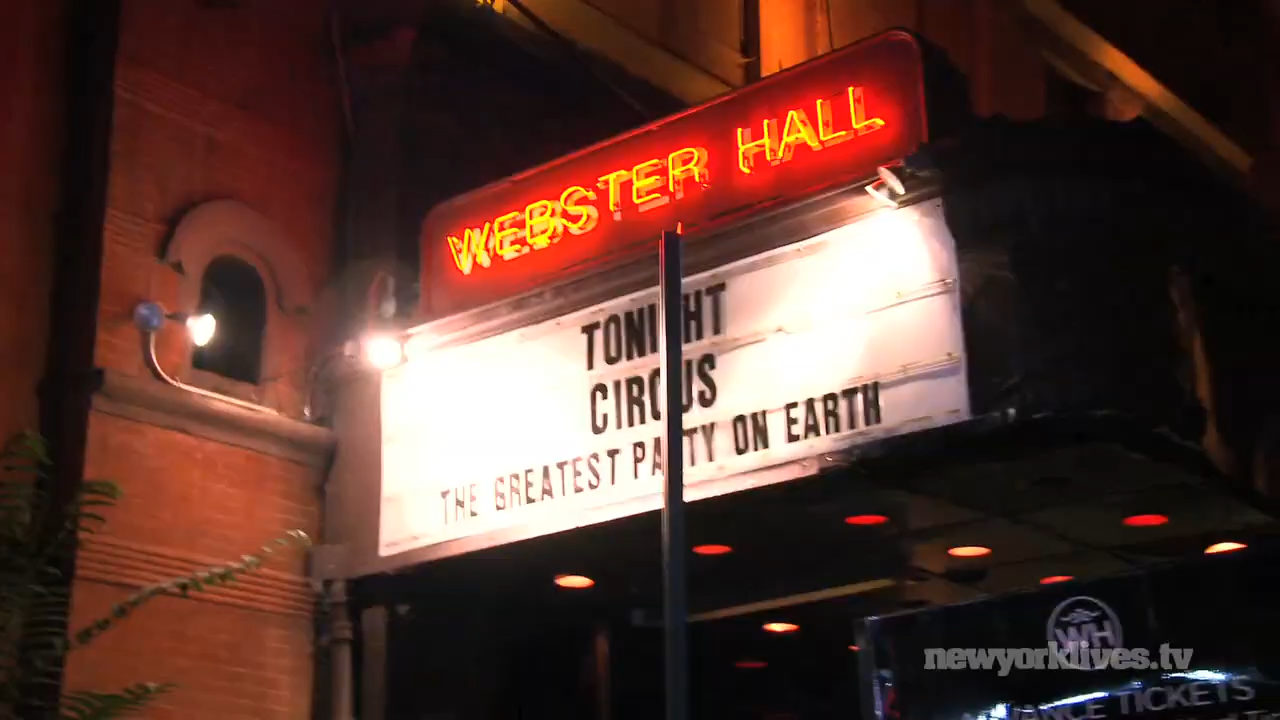 WEBSTER HALL
TONIGHT
CIRCUS
THE GREATEST PARTY ON EARTH
WH
newyorklives.tv
ADVANCE TICKETS